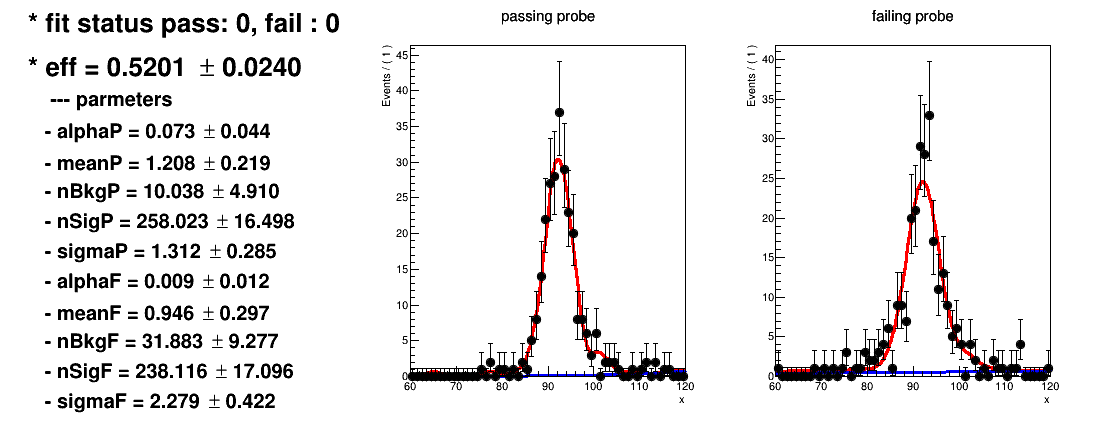 * fit status pass: 0, fail : 0
* eff = 0.5201 ± 0.0240
--- parmeters
- alphaP = 0.073 ± 0.044
- meanP = 1.208 ± 0.219
- nBkgP = 10.038 ± 4.910
- nSigP = 258.023 ± 16.498
- sigmaP = 1.312 ± 0.285
- alphaF = 0.009 ± 0.012
- meanF = 0.946 ± 0.297
- nBkgF = 31.883 ± 9.277
- nSigF = 238.116 ± 17.096
- sigmaF = 2.279 ± 0.422
passing probe
Events / ( 1 )
45
40
35
30
25
20
15
10
5
0
60 70 80 90 100 110 120
x
failing probe
Events / ( 1 )
40
35
30
25
20
15
10
5
0
60 70 80 90 100 110 120
x